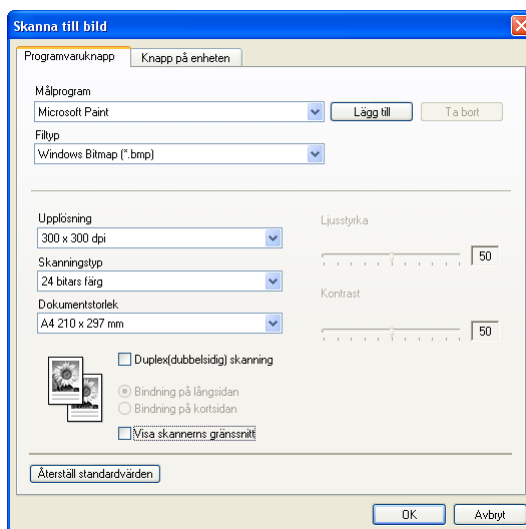 Skanna till bild
Programvaruknapp Knapp på enheten
Målprogram
Microsoft Paint Lägg till Ta bort
Filtyp
Windows Bitmap (*.bmp)
Upplösning Ljusstyrka
300 x 300 dpi 50
Skanningstyp
24 bitars färg Kontrast
Dokumentstorlek
A4 210 x 297 mm 50
Duplex(dubbelsidig) skanning
Bindning på långsidan
Bindning på kortsidan
Visa skannerns gränssnitt
Återställ standardvärden
OK Avbryt